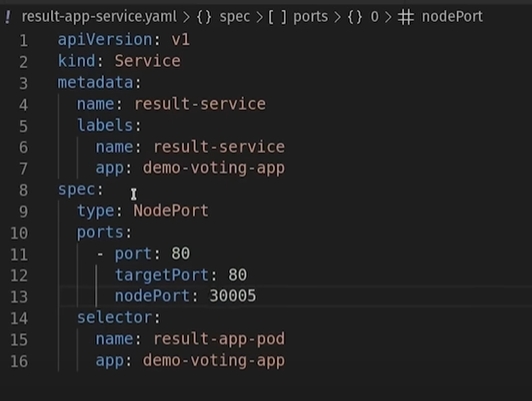 ! result-app-service.yaml > {} spec > [ ] ports > {} 0 > # nodePort
1 apiVersion: v1
2 kind: Service
3 metadata:
4   name: result-service
5   labels:
6     name: result-service
7     app: demo-voting-app
8 spec:
9   type: NodePort
10   ports:
11     - port: 80
12       targetPort: 80
13       nodePort: 30005
14   selector:
15     name: result-app-pod
16     app: demo-voting-app